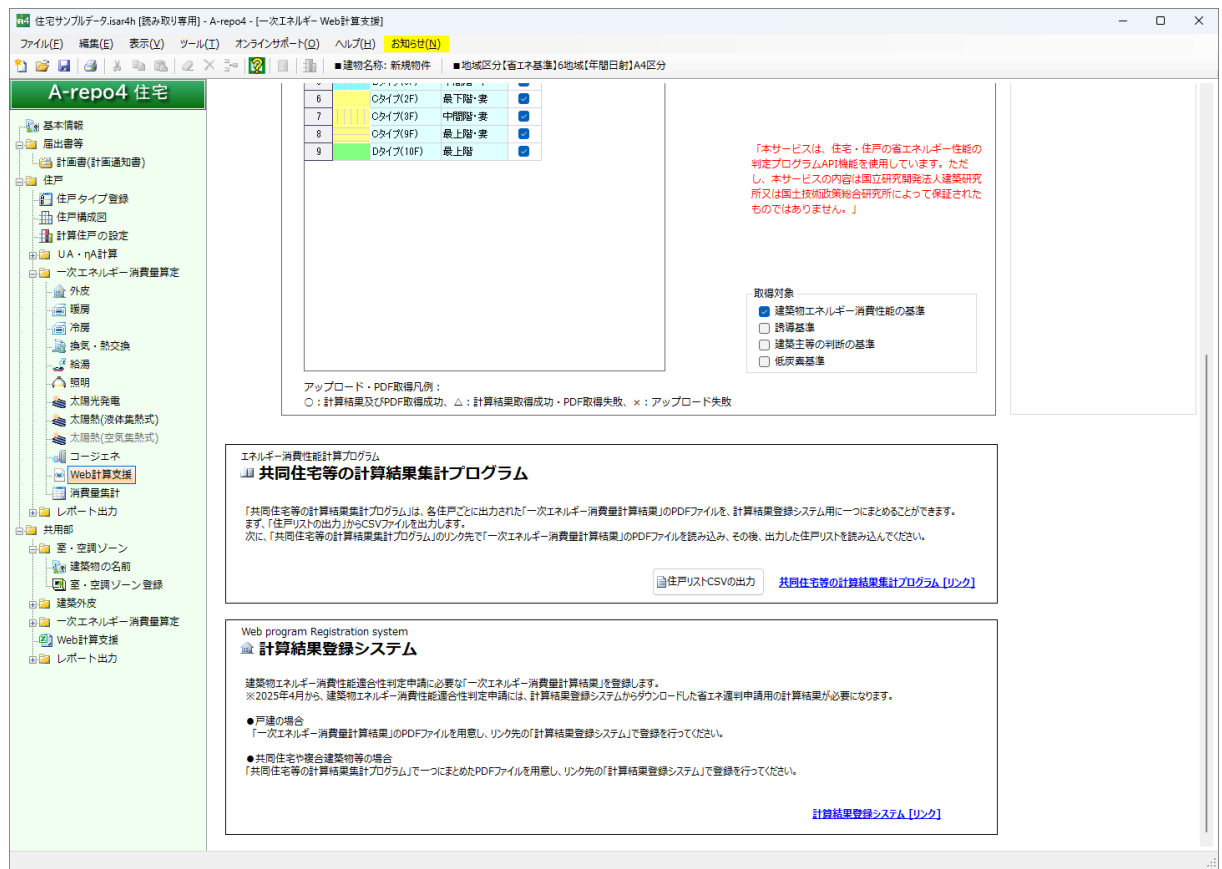 住宅サンプルデータ.isar4h [読み取り専用] - A-repo4 - [一次エネルギー Web計算支援]
ファイル(F) 編集(E) 表示(V) ツール(T) オンラインサポート(O) ヘルプ(H) お知らせ(N)
■建物名称: 新規物件 ■地域区分【省エネ基準】6地域【年間日射】A4区分
A-repo4 住宅
基本情報
届出書等
計画書(計画通知書)
住戸
住戸タイプ登録
住戸構成図
計算住戸の設定
UA・ηA計算
一次エネルギー消費量算定
外皮
暖房
冷房
換気・熱交換
給湯
照明
太陽光発電
太陽熱(液体集熱式)
太陽熱(空気集熱式)
コージェネ
Web計算支援
消費量集計
レポート出力
共用部
室・空調ゾーン
建築物の名前
室・空調ゾーン登録
建築外皮
一次エネルギー消費量算定
Web計算支援
レポート出力
6 Cタイプ(2F) 最下階・妻
7 Cタイプ(3F) 中間階・妻
8 Cタイプ(9F) 最上階・妻
9 Dタイプ(10F) 最上階
「本サービスは、住宅・住戸の省エネルギー性能の
判定プログラムAPI機能を使用しています。ただ
し、本サービスの内容は国立研究開発法人建築研究
所又は国土技術政策総合研究所によって保証された
ものではありません。」
取得対象
建築物エネルギー消費性能の基準
誘導基準
建築主等の判断の基準
低炭素基準
アップロード・PDF取得凡例：
○：計算結果及びPDF取得成功、△：計算結果取得成功・PDF取得失敗、×：アップロード失敗
エネルギー消費性能計算プログラム
共同住宅等の計算結果集計プログラム
「共同住宅等の計算結果集計プログラム」は、各住戸ごとに出力された「一次エネルギー消費量計算結果」のPDFファイルを、計算結果登録システム用に一つにまとめることができます。
まず、「住戸リストの出力」からCSVファイルを出力します。
次に、「共同住宅等の計算結果集計プログラム」のリンク先で「一次エネルギー消費量計算結果」のPDFファイルを読み込み、その後、出力した住戸リストを読み込んでください。
住戸リストCSVの出力 共同住宅等の計算結果集計プログラム [リンク]
Web program Registration system
計算結果登録システム
建築物エネルギー消費性能適合性判定申請に必要な「一次エネルギー消費量計算結果」を登録します。
※2025年4月から、建築物エネルギー消費性能適合性判定申請には、計算結果登録システムからダウンロードした省エネ適判申請用の計算結果が必要になります。
●戸建の場合
「一次エネルギー消費量計算結果」のPDFファイルを用意し、リンク先の「計算結果登録システム」で登録を行ってください。
●共同住宅や複合建築物等の場合
「共同住宅等の計算結果集計プログラム」で一つにまとめたPDFファイルを用意し、リンク先の「計算結果登録システム」で登録を行ってください。
計算結果登録システム [リンク]